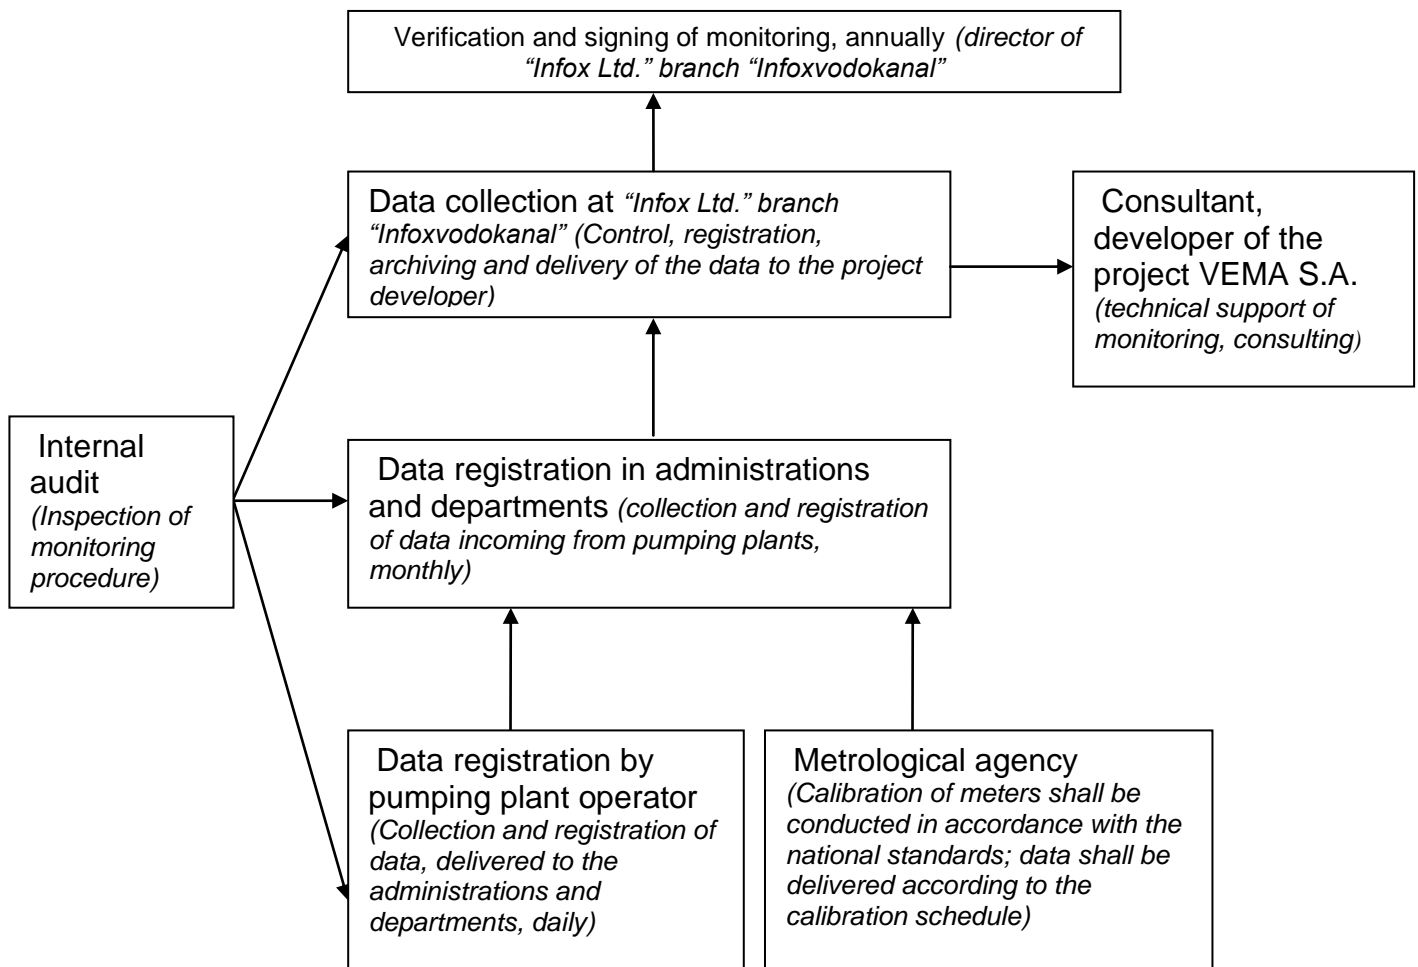 Verification and signing of monitoring, annually (director of
“Infox Ltd.” branch “Infoxvodokanal”
Data collection at “Infox Ltd.” branch
“Infoxvodokanal” (Control, registration,
archiving and delivery of the data to the project
developer)
Consultant,
developer of the
project VEMA S.A.
(technical support of
monitoring, consulting)
Internal
audit
(Inspection of
monitoring
procedure)
Data registration in administrations
and departments (collection and registration
of data incoming from pumping plants,
monthly)
Data registration by
pumping plant operator
(Collection and registration of
data, delivered to the
administrations and
departments, daily)
Metrological agency
(Calibration of meters shall be
conducted in accordance with the
national standards; data shall be
delivered according to the
calibration schedule)